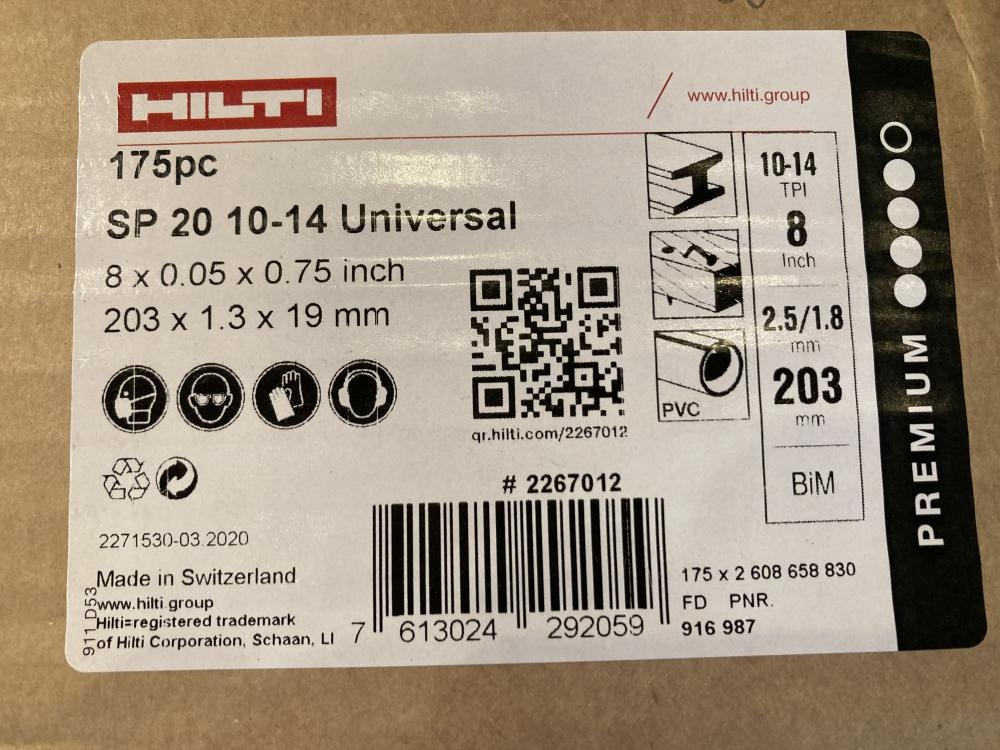 HILTI
www.hilti.group
175pc
SP 20 10-14 Universal
8 x 0.05 x 0.75 inch
203 x 1.3 x 19 mm
qr.hilti.com/2267012
PVC
10-14
TPI
8
Inch
2.5/1.8
mm
203
mm
BiM
PREMIUM
# 2267012
2271530-03.2020
Made in Switzerland
www.hilti.group
Hilti=registered trademark
of Hilti Corporation, Schaan, LI
911_D53
7 613024 292059
175 x 2 608 658 830
FD PNR.
916 987